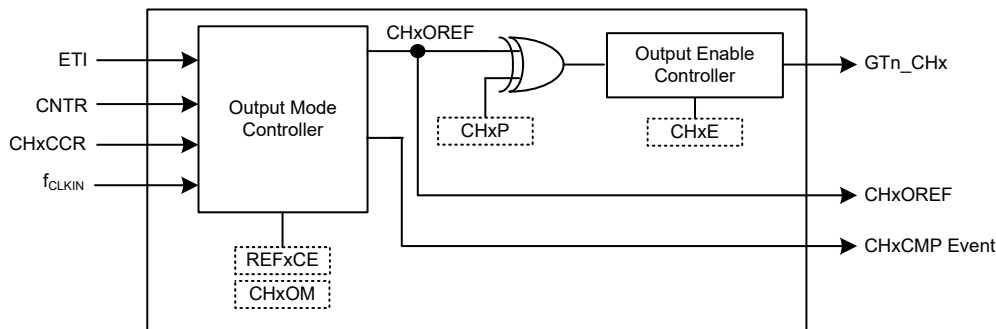 ETI
CNTR
CHxCCR
fCLKIN
Output Mode
Controller
REFxCE
CHxOM
CHxOREF
CHxP
Output Enable
Controller
CHxE
GTn_CHx
CHxOREF
CHxCMP Event